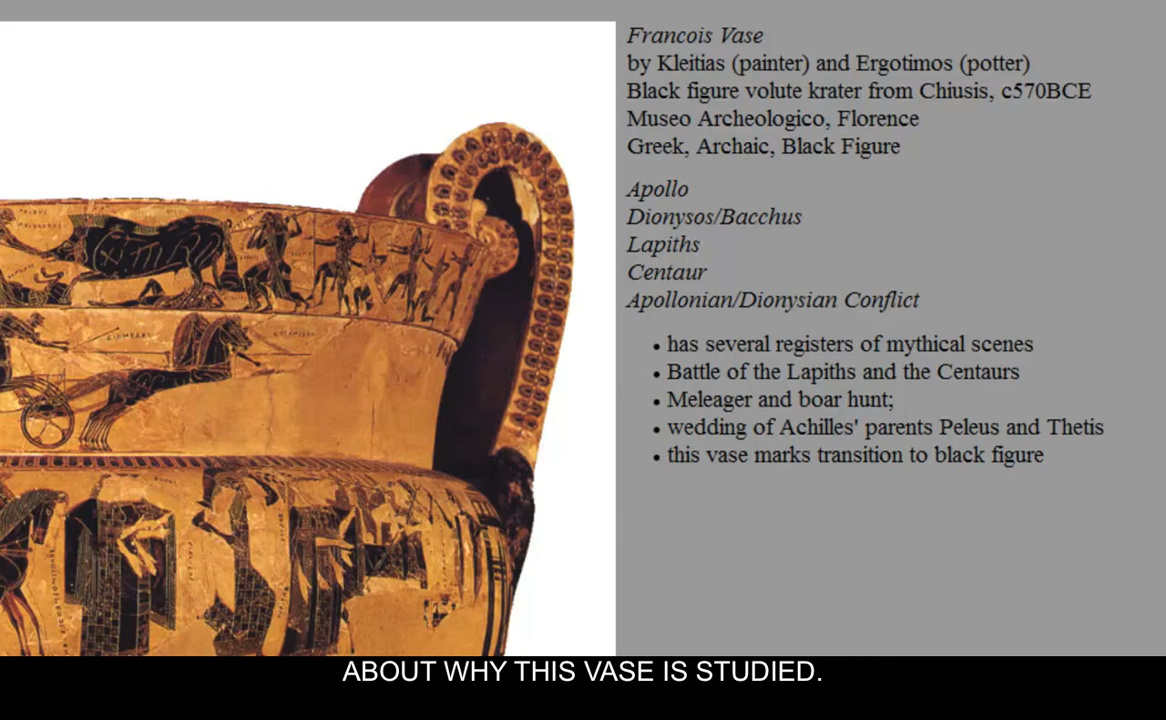 Francois Vase
by Kleitias (painter) and Ergotimos (potter)
Black figure volute krater from Chiusis, c570BCE
Museo Archeologico, Florence
Greek, Archaic, Black Figure
Apollo
Dionysos/Bacchus
Lapiths
Centaur
Apollonian/Dionysian Conflict
• has several registers of mythical scenes
• Battle of the Lapiths and the Centaurs
• Meleager and boar hunt;
• wedding of Achilles' parents Peleus and Thetis
• this vase marks transition to black figure
ABOUT WHY THIS VASE IS STUDIED.